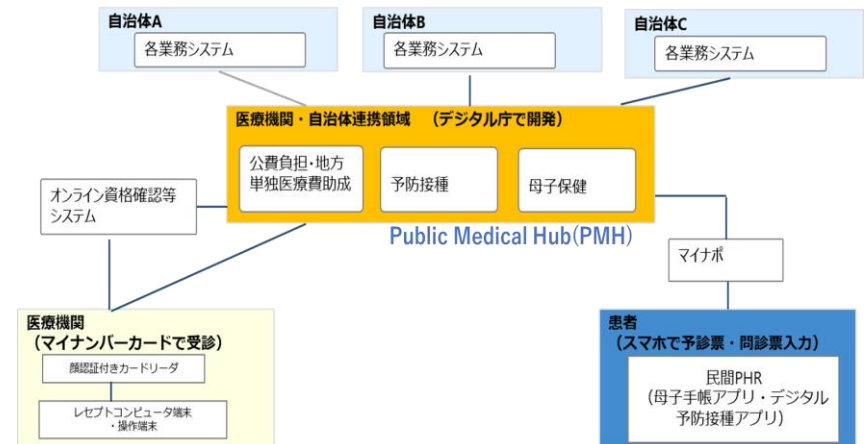 自治体A
各業務システム
自治体B
各業務システム
自治体C
各業務システム
医療機関・自治体連携領域 (デジタル庁で開発)
公費負担・地方
単独医療費助成
予防接種
母子保健
Public Medical Hub(PMH)
オンライン資格確認等
システム
マイナポ
医療機関
(マイナンバーカードで受診)
顔認証付きカードリーダ
レセプトコンピュータ端末
・操作端末
患者
(スマホで予診票・問診票入力)
民間PHR
(母子手帳アプリ・デジタル
予防接種アプリ)